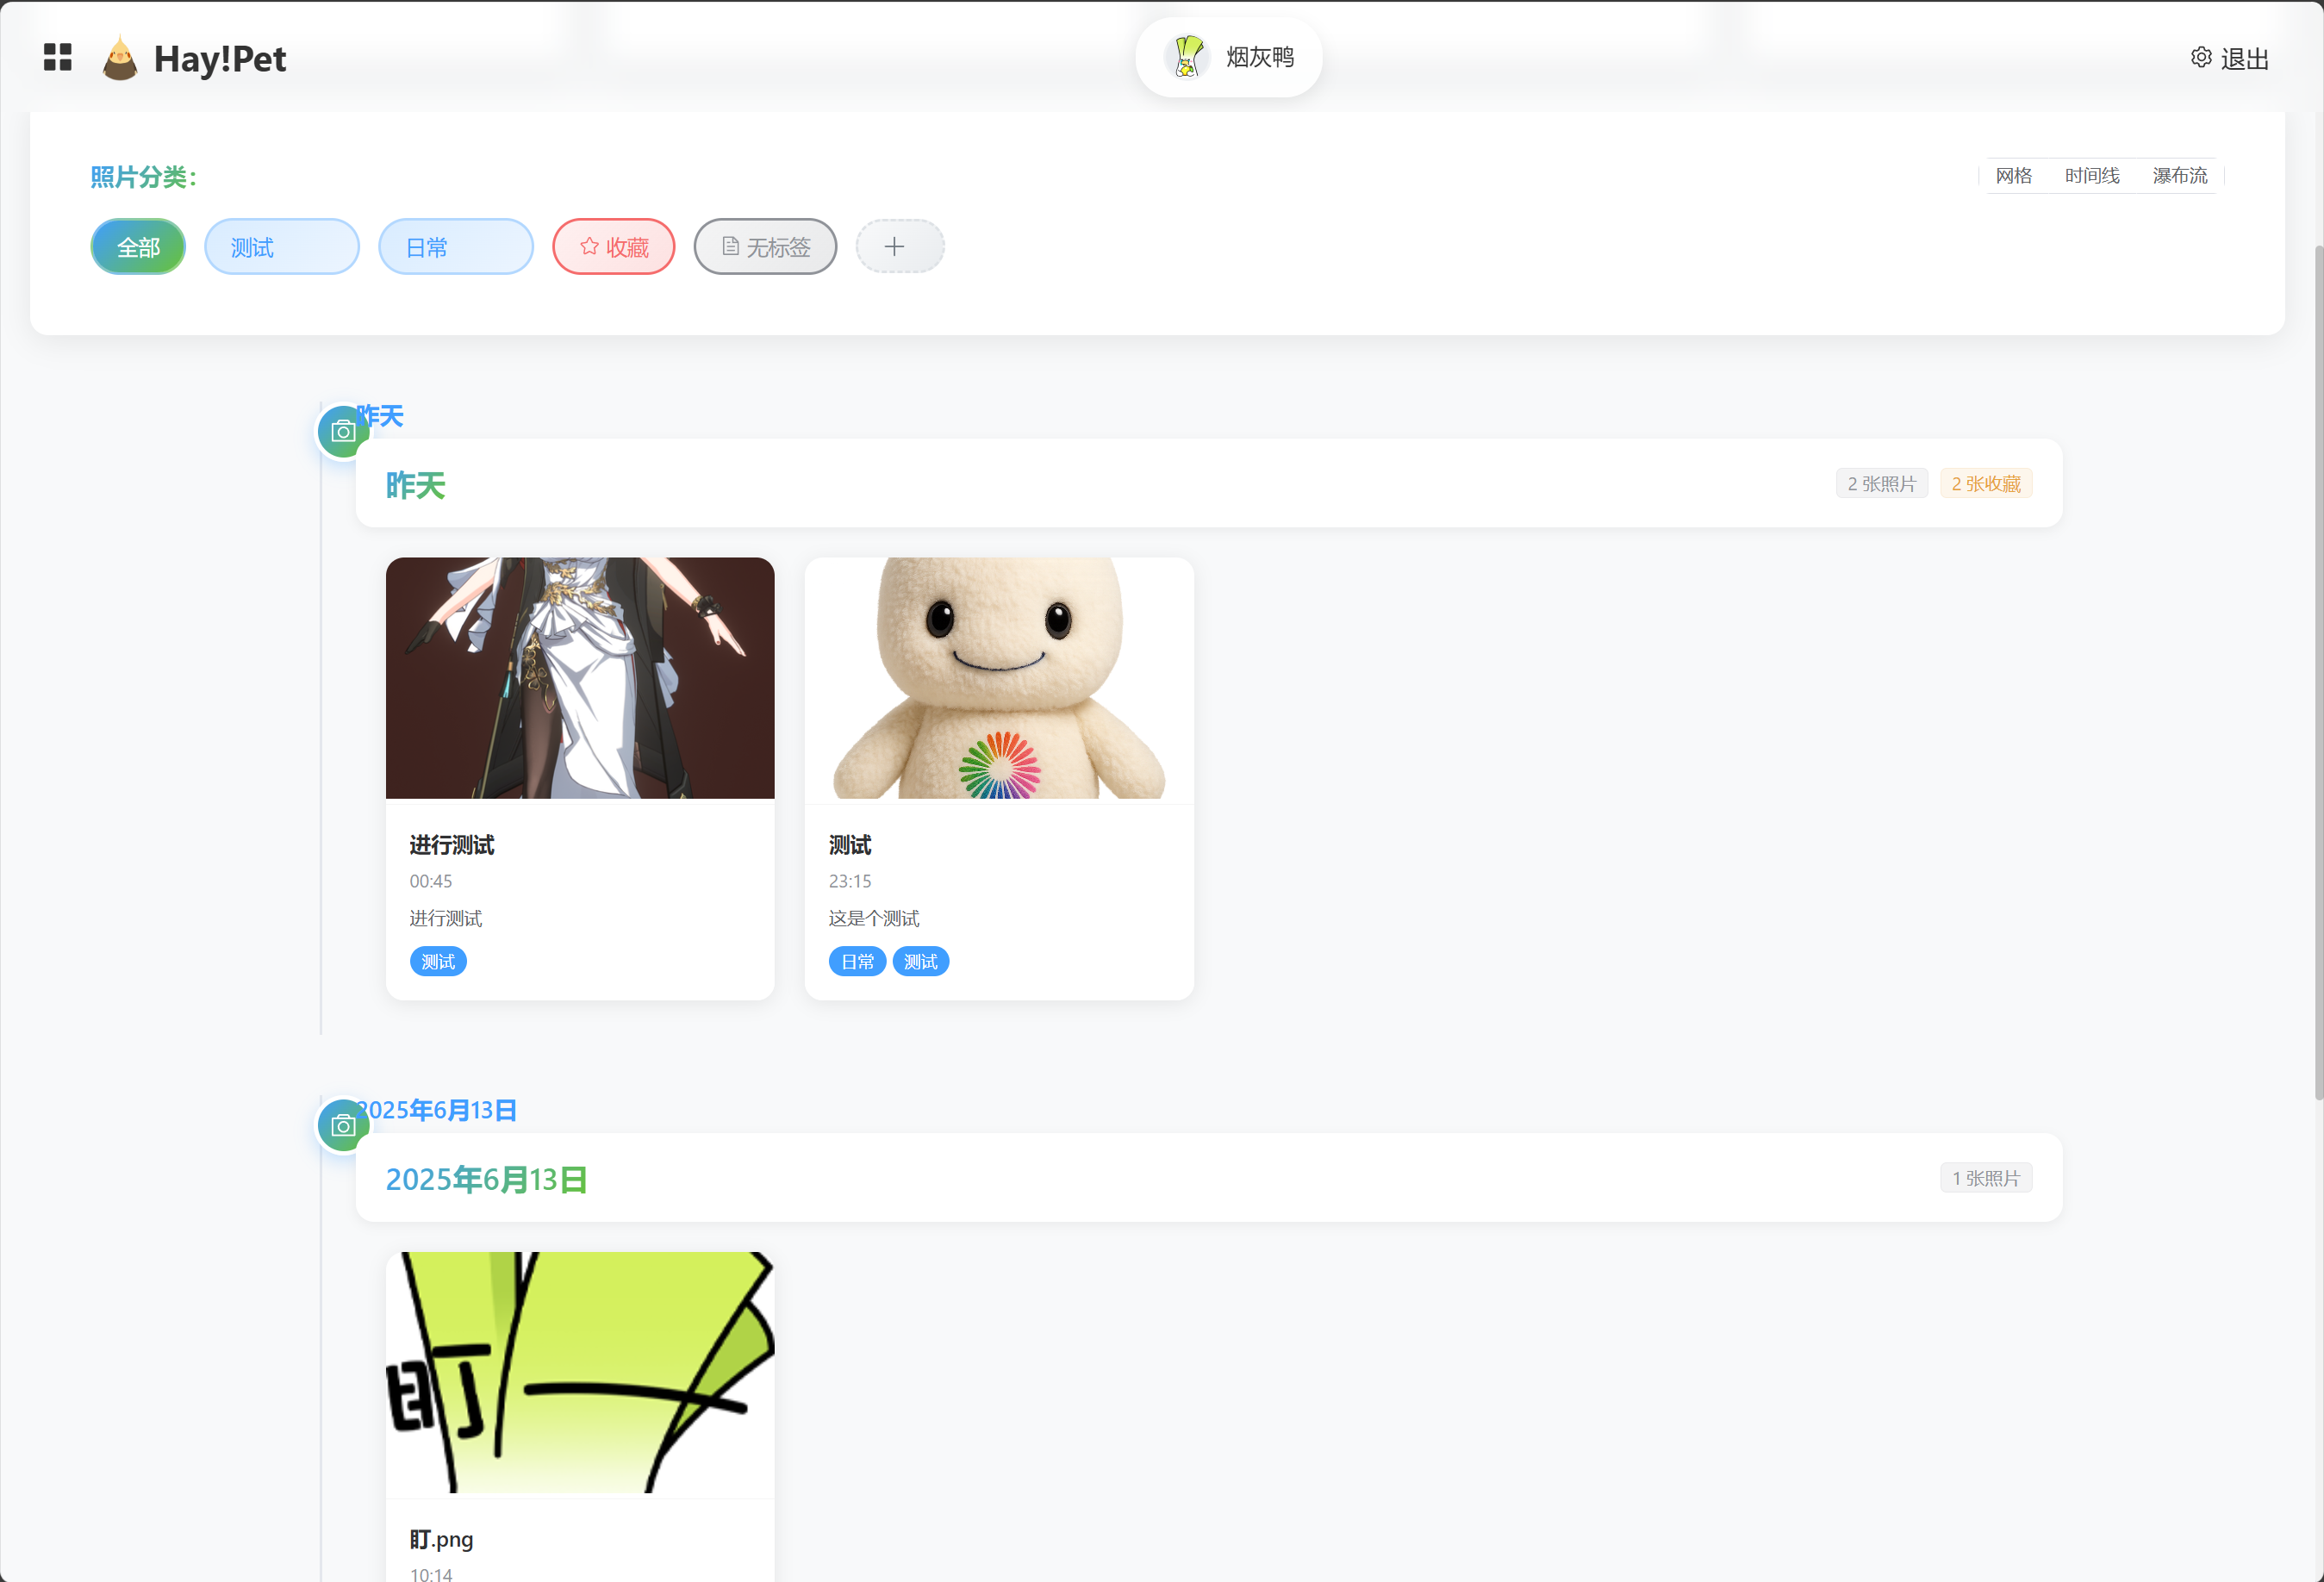 Hay!Pet
烟灰鸭
退出
照片分类：
网格 时间线 瀑布流
全部 测试 日常 收藏 无标签
昨天
昨天
2 张照片 2 张收藏
进行测试
00:45
进行测试
测试
测试
23:15
这是个测试
日常 测试
2025年6月13日
2025年6月13日
1 张照片
盯
盯.png
10:14